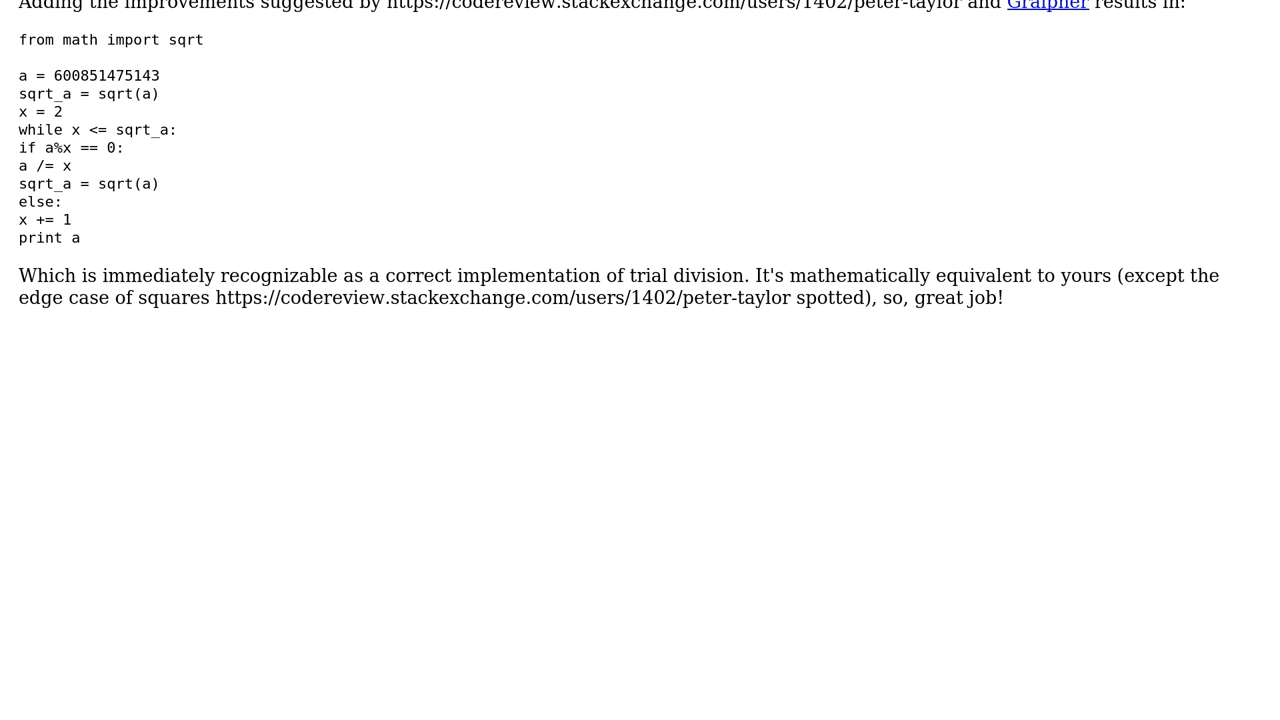 Adding the improvements suggested by https://codereview.stackexchange.com/users/1402/peter-taylor and Graipher results in:
from math import sqrt
a = 600851475143
sqrt_a = sqrt(a)
x = 2
while x <= sqrt_a:
if a%x == 0:
a /= x
sqrt_a = sqrt(a)
else:
x += 1
print a
Which is immediately recognizable as a correct implementation of trial division. It's mathematically equivalent to yours (except the
edge case of squares https://codereview.stackexchange.com/users/1402/peter-taylor spotted), so, great job!